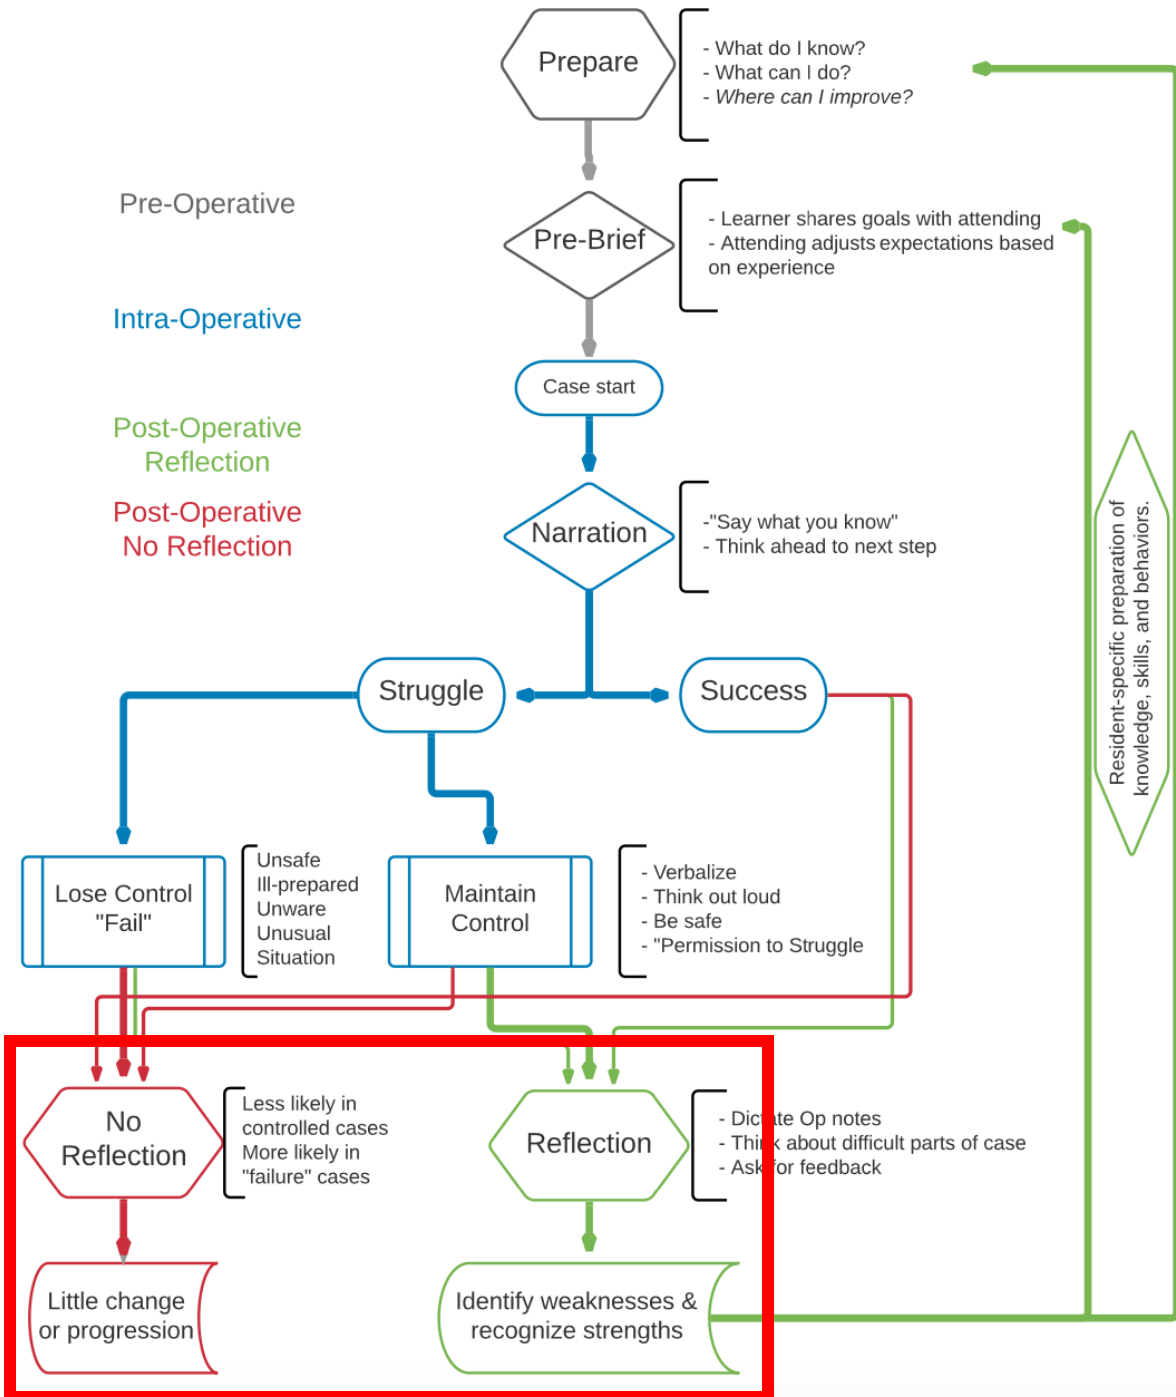 Prepare
- What do I know?
- What can I do?
- Where can I improve?
Pre-Operative
Pre-Brief
- Learner shares goals with attending
- Attending adjusts expectations based
on experience
Intra-Operative
Case start
Post-Operative
Reflection
Post-Operative
No Reflection
Narration
-"Say what you know"
- Think ahead to next step
Resident-specific preparation of
knowledge, skills, and behaviors.
Struggle
Success
Lose Control
"Fail"
Unsafe
Ill-prepared
Unware
Unusual
Situation
Maintain
Control
- Verbalize
- Think out loud
- Be safe
- "Permission to Struggle
No
Reflection
Less likely in
controlled cases
More likely in
"failure" cases
Reflection
- Dictate Op notes
- Think about difficult parts of case
- Ask for feedback
Little change
or progression
Identify weaknesses &
recognize strengths